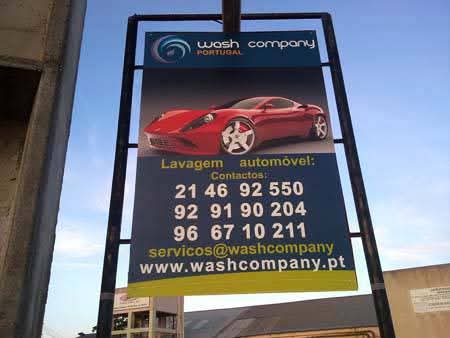 wash company
PORTUGAL
Lavagem automóvel:
Contactos:
21 46 92 550
92 91 90 204
96 67 10 211
servicos@washcompany
www.washcompany.pt